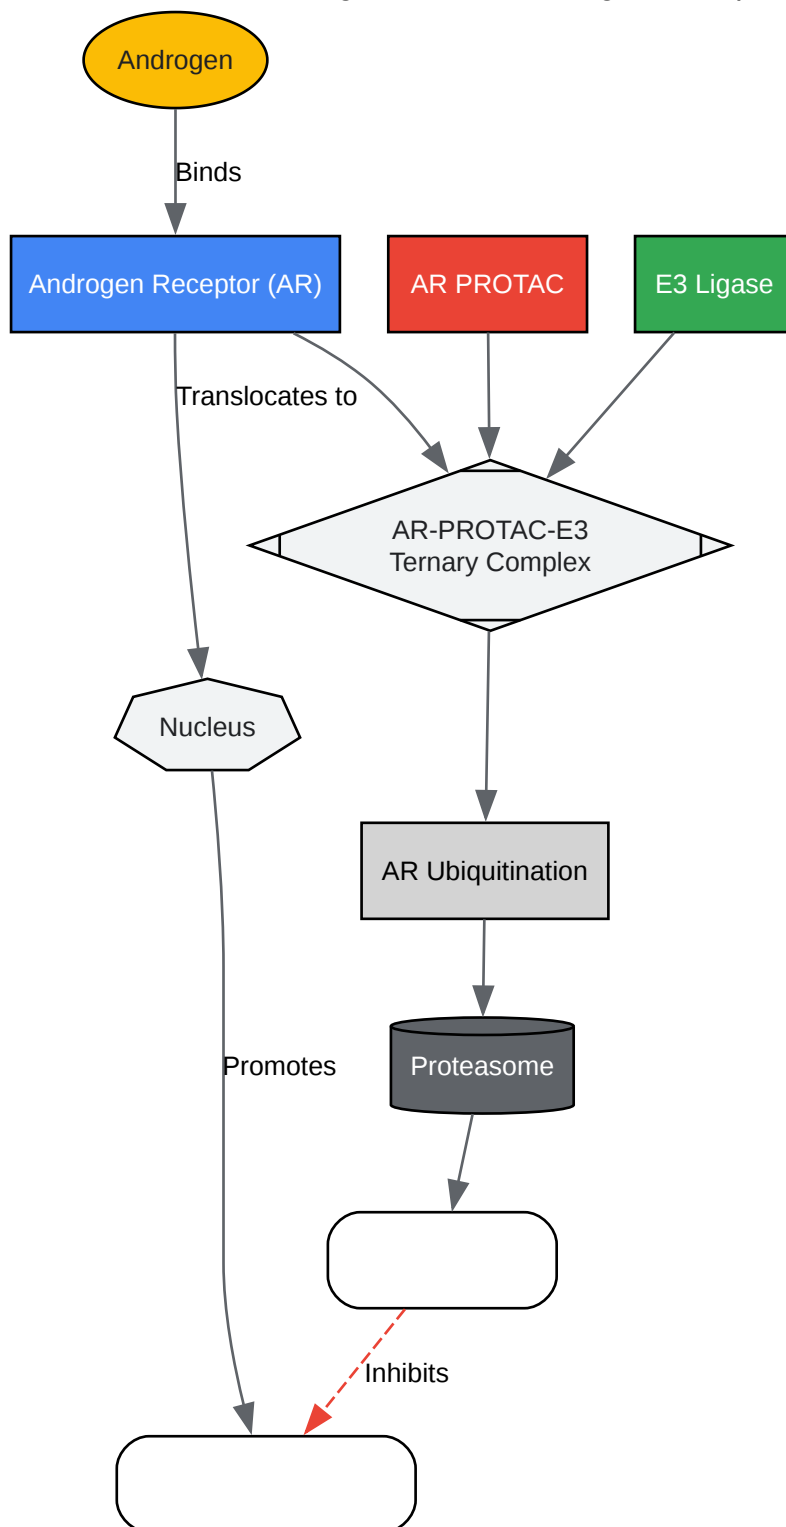 Androgen
Binds
Androgen Receptor (AR)
AR PROTAC
E3 Ligase
Translocates to
AR-PROTAC-E3
Ternary Complex
Nucleus
AR Ubiquitination
Promotes
Proteasome
Inhibits